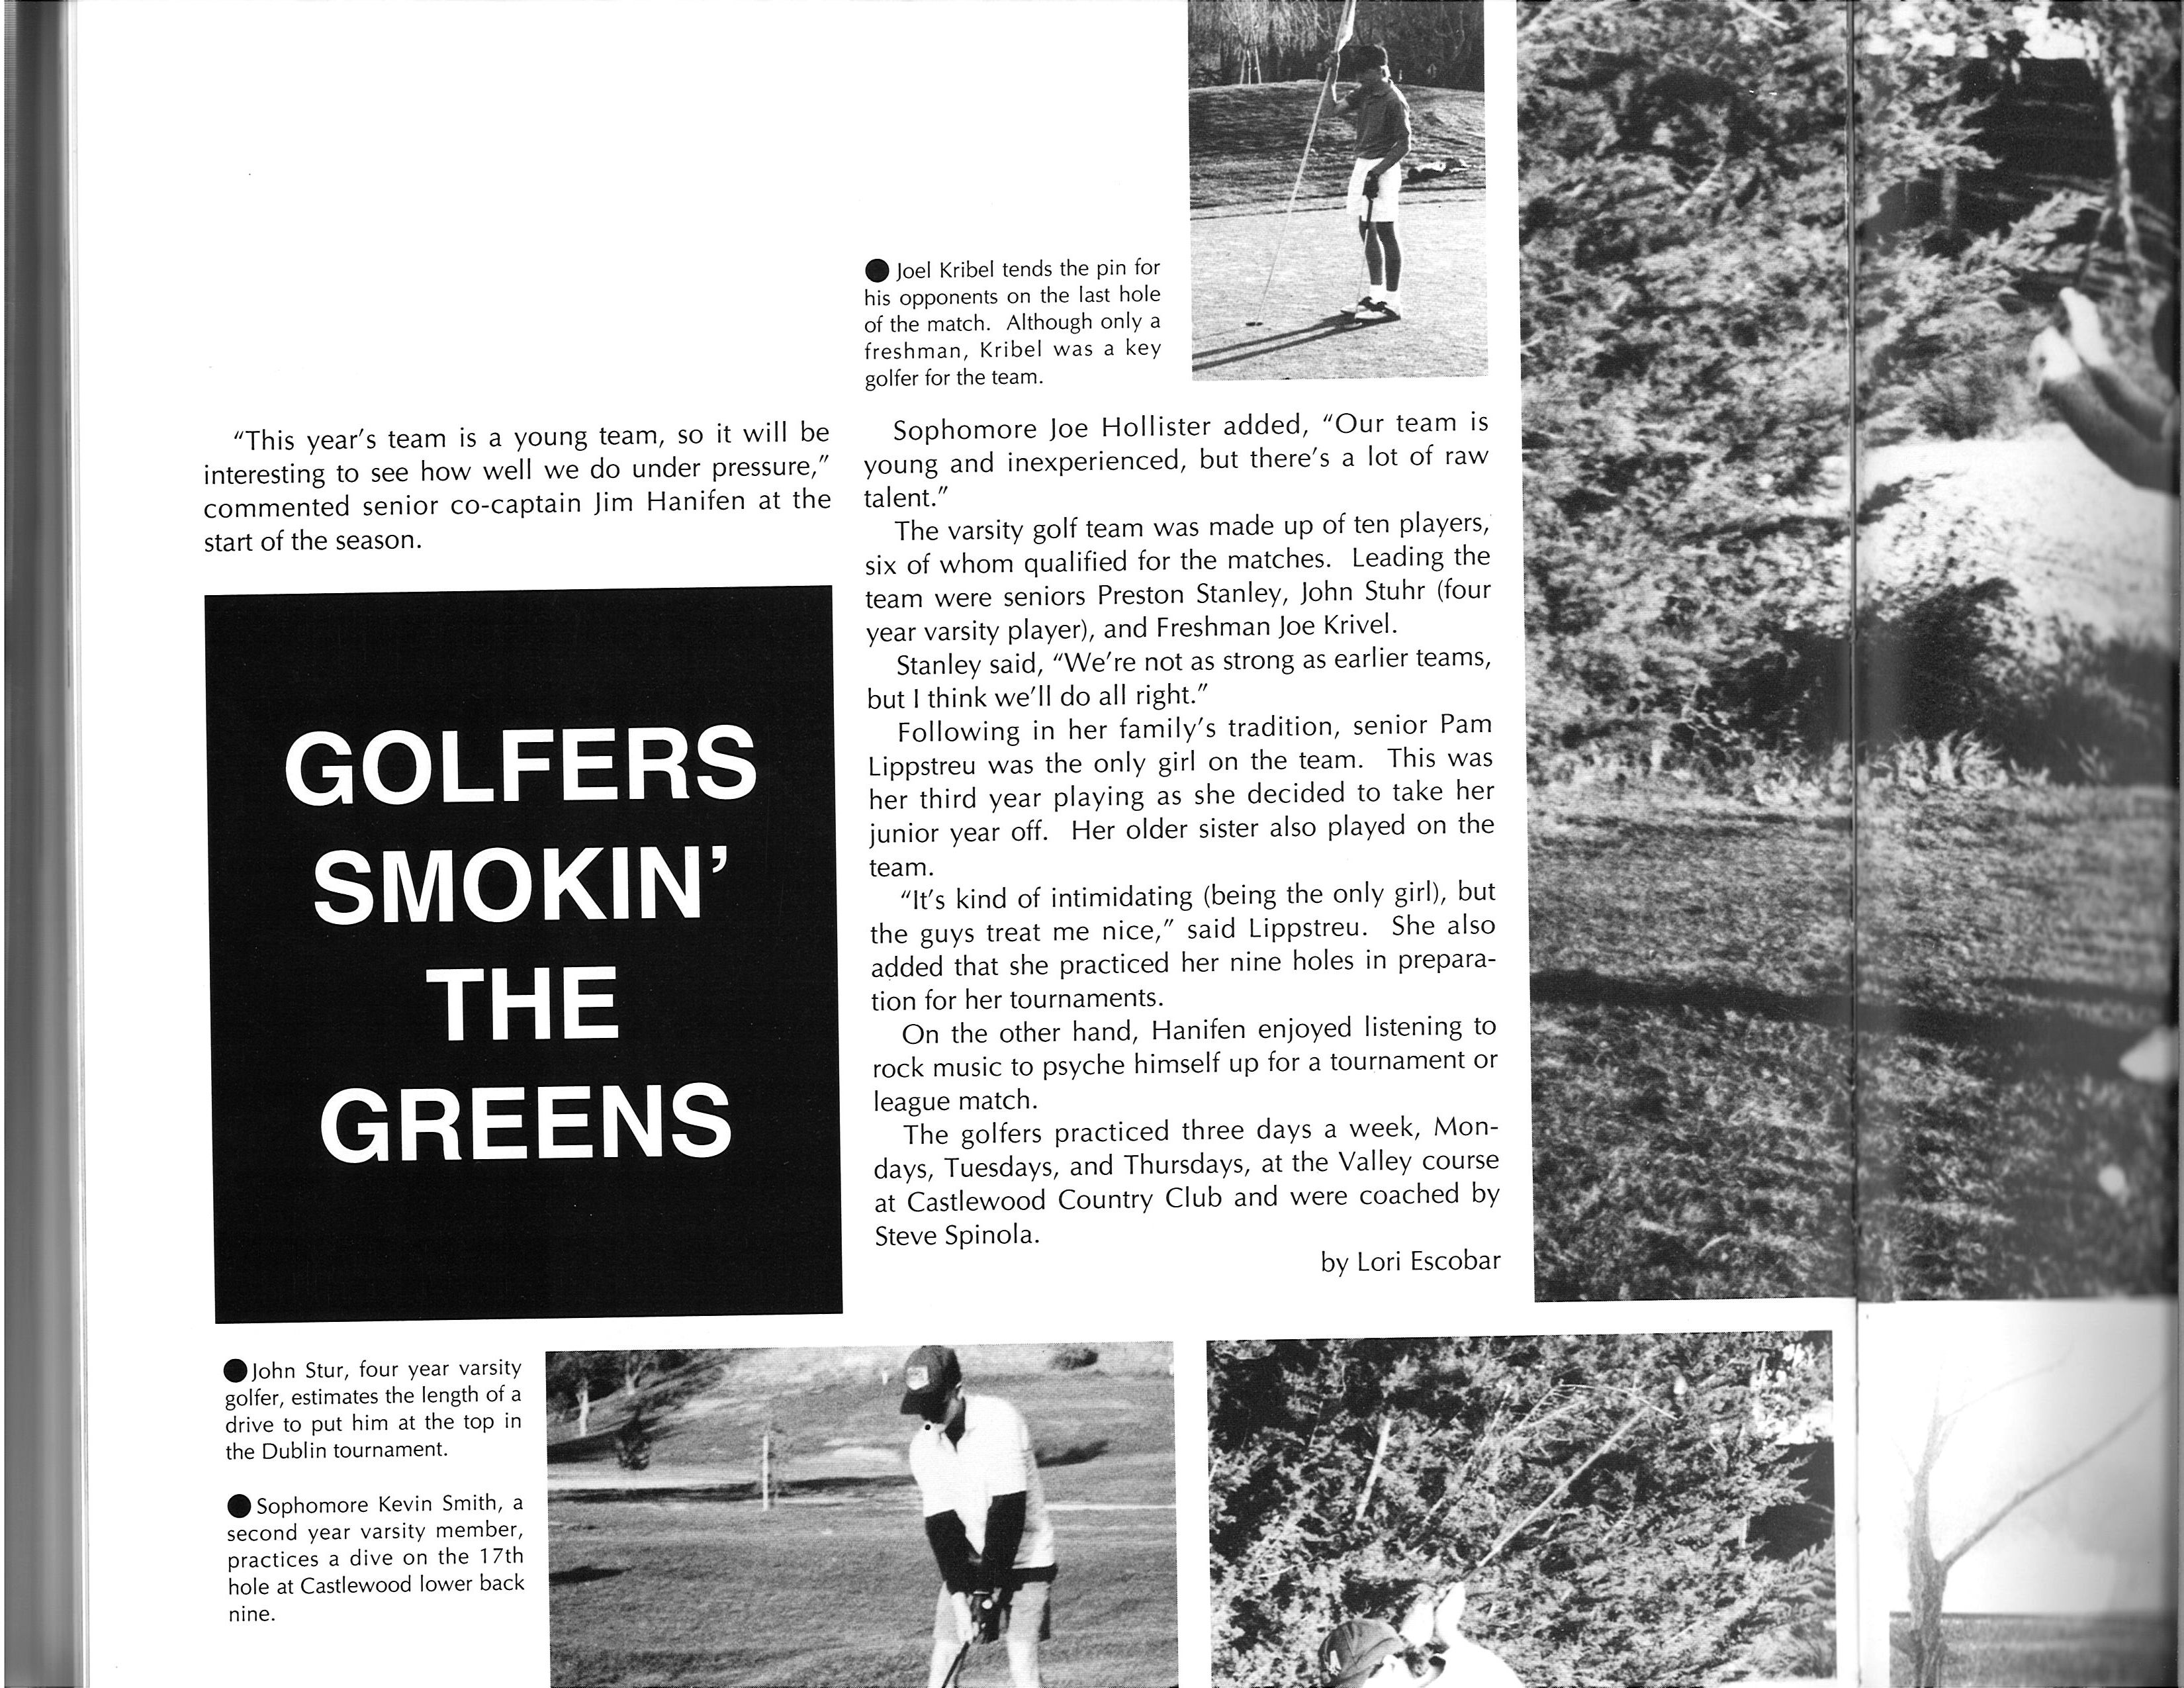 Joel Kribel tends the pin for
his opponents on the last hole
of the match. Although only a
freshman, Kribel was a key
golfer for the team.
"This year's team is a young team, so it will be
interesting to see how well we do under pressure,"
commented senior co-captain Jim Hanifen at the
start of the season.
GOLFERS
SMOKIN'
THE
GREENS
Sophomore Joe Hollister added, "Our team is
young and inexperienced, but there's a lot of raw
talent."
The varsity golf team was made up of ten players,
six of whom qualified for the matches. Leading the
team were seniors Preston Stanley, John Stuhr (four
year varsity player), and Freshman Joe Krivel.
Stanley said, "We're not as strong as earlier teams,
but I think we'll do all right."
Following in her family's tradition, senior Pam
Lippstreu was the only girl on the team. This was
her third year playing as she decided to take her
junior year off. Her older sister also played on the
team.
"It's kind of intimidating (being the only girl), but
the guys treat me nice," said Lippstreu. She also
added that she practiced her nine holes in prepara-
tion for her tournaments.
On the other hand, Hanifen enjoyed listening to
rock music to psyche himself up for a tournament or
league match.
The golfers practiced three days a week, Mon-
days, Tuesdays, and Thursdays, at the Valley course
at Castlewood Country Club and were coached by
Steve Spinola.
by Lori Escobar
John Stur, four year varsity
golfer, estimates the length of a
drive to put him at the top in
the Dublin tournament.
Sophomore Kevin Smith, a
second year varsity member,
practices a dive on the 17th
hole at Castlewood lower back
nine.